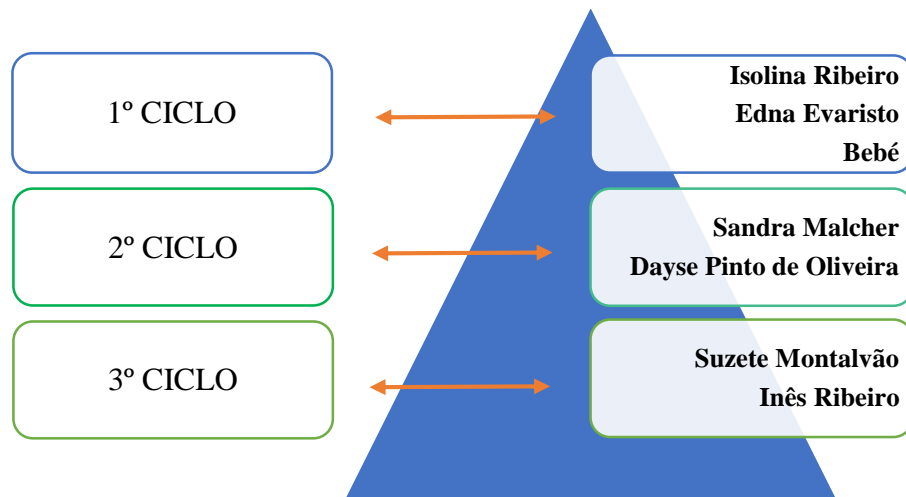 1º CICLO
Isolina Ribeiro
Edna Evaristo
Bebé
2º CICLO
Sandra Malcher
Dayse Pinto de Oliveira
3º CICLO
Suzete Montalvão
Inês Ribeiro